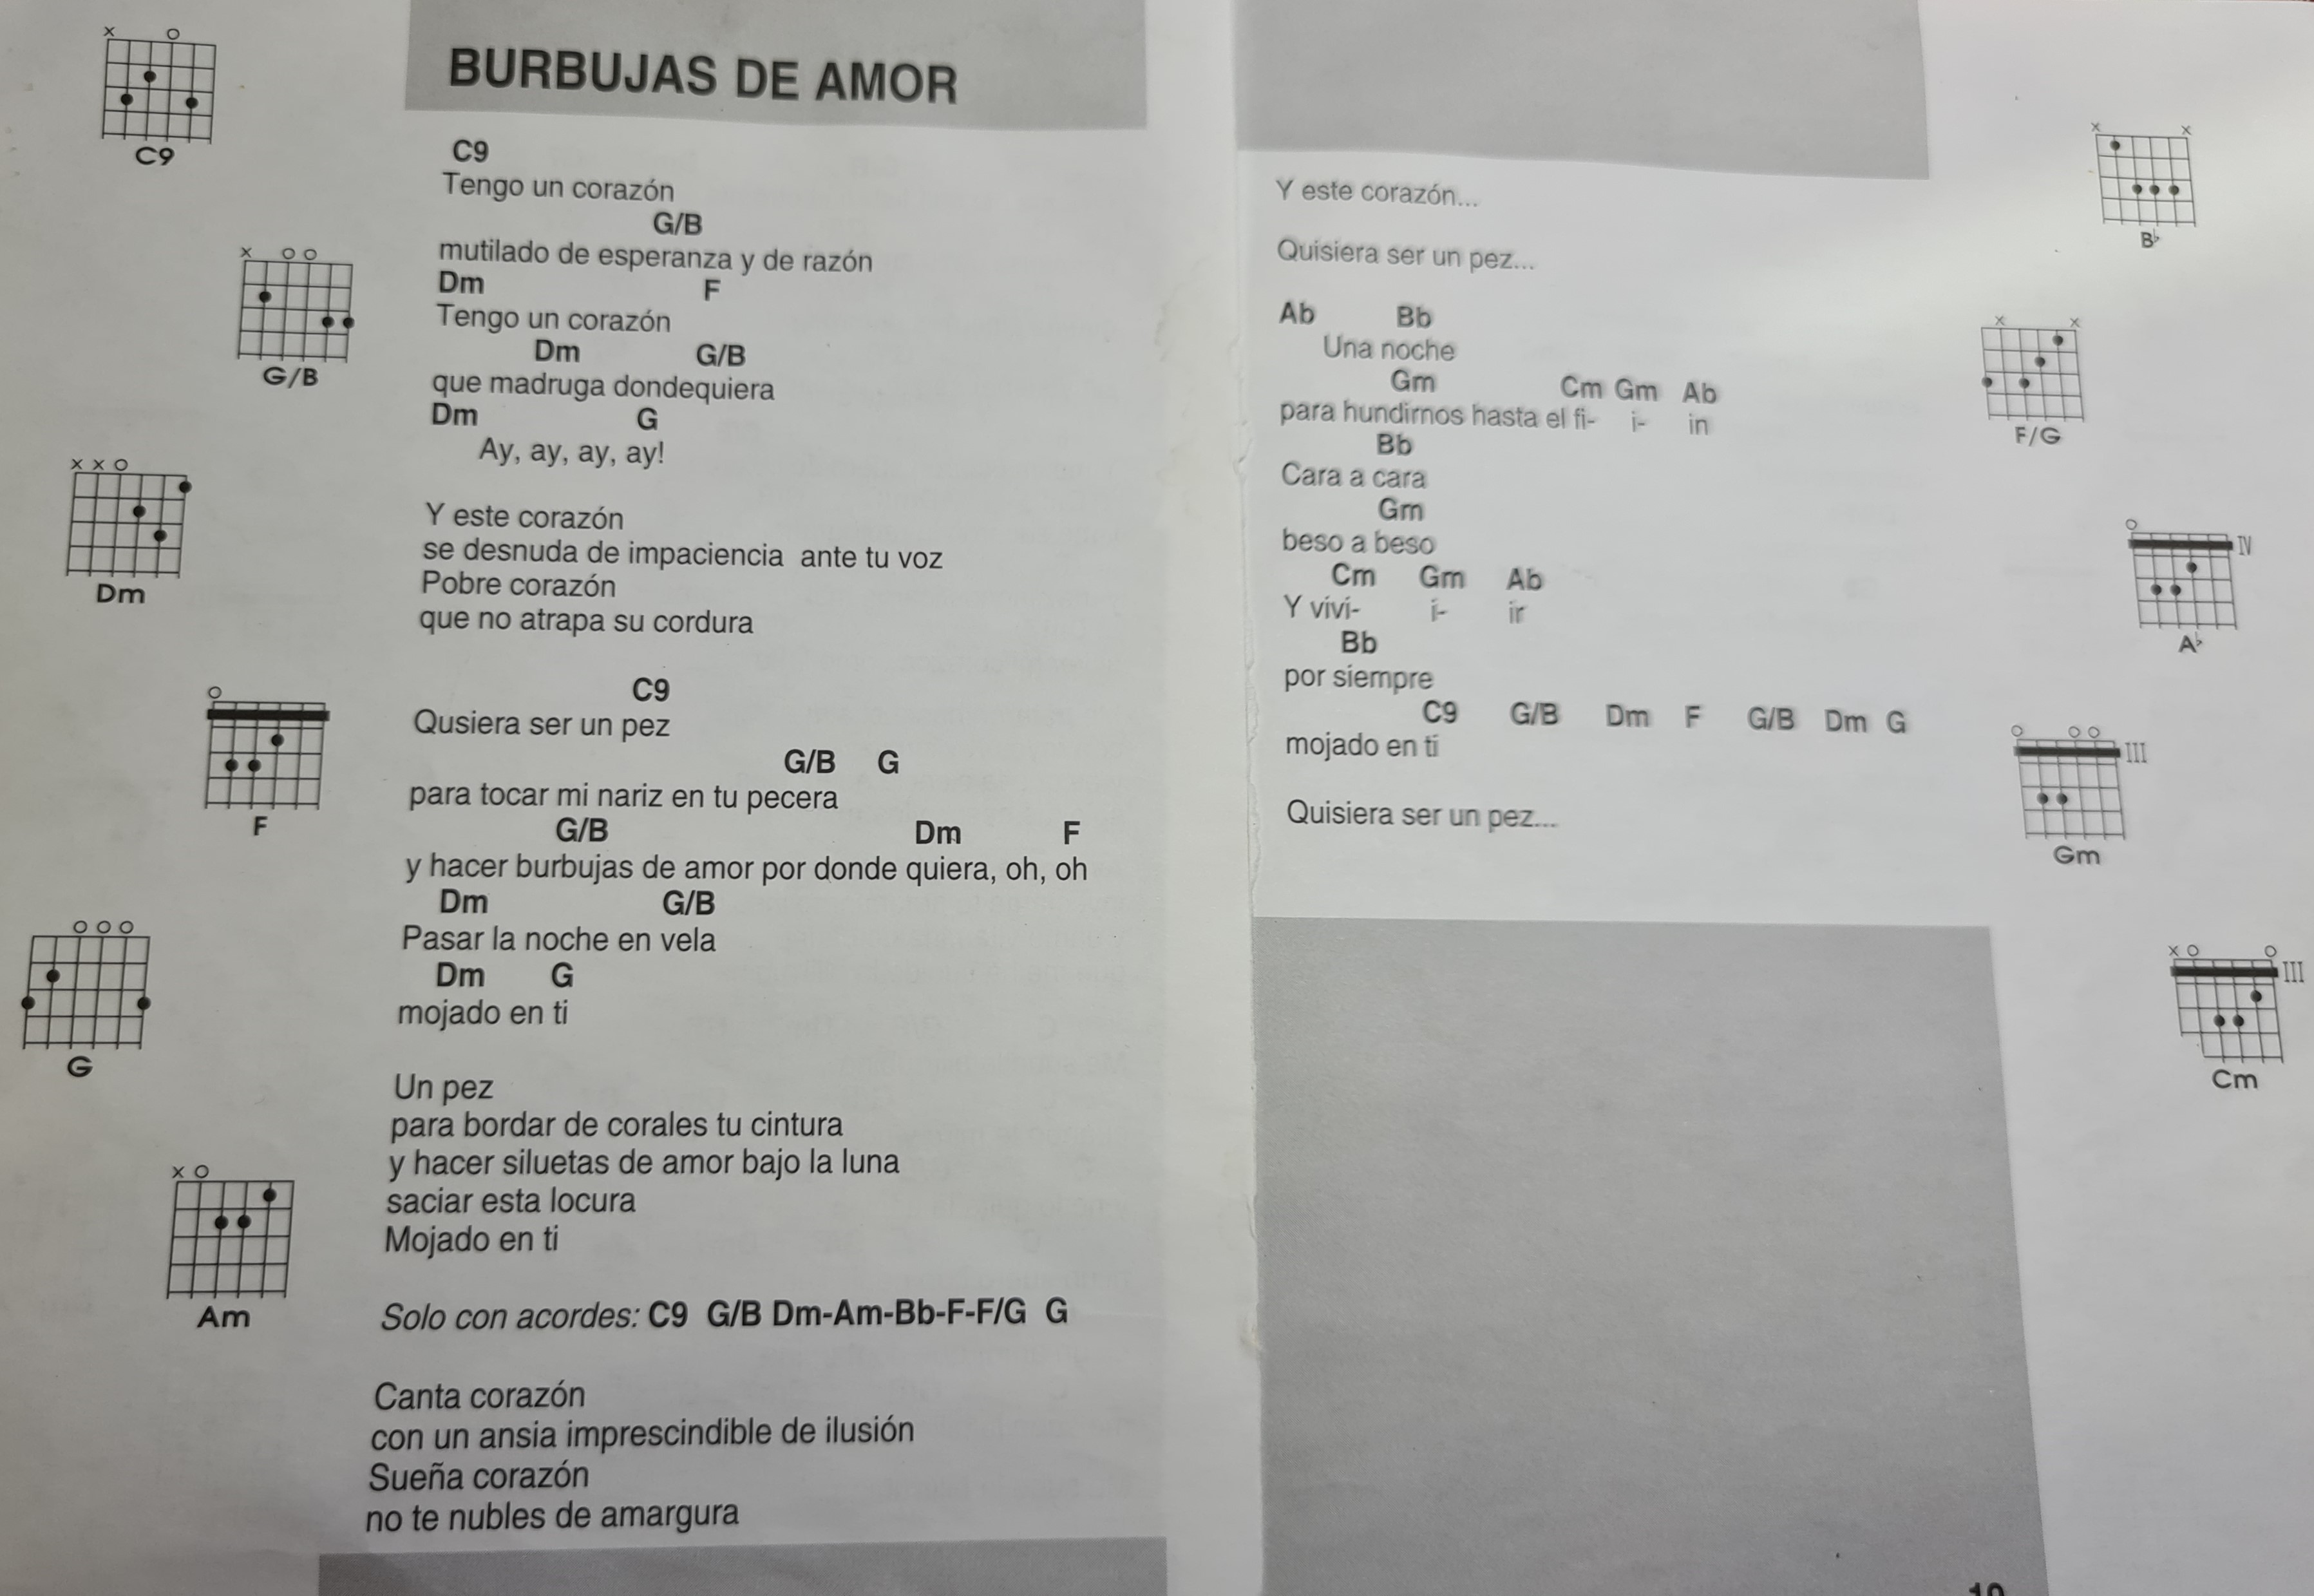 BURBUJAS DE AMOR
C9
Tengo un corazón
G/B
mutilado de esperanza y de razón
Dm F
Tengo un corazón
Dm G/B
que madruga dondequiera
Dm G
Ay, ay, ay, ay!
Y este corazón
se desnuda de impaciencia ante tu voz
Pobre corazón
que no atrapa su cordura
C9
Qusiera ser un pez
G/B G
para tocar mi nariz en tu pecera
G/B Dm F
y hacer burbujas de amor por donde quiera, oh, oh
Dm G/B
Pasar la noche en vela
Dm G
mojado en ti
Un pez
para bordar de corales tu cintura
y hacer siluetas de amor bajo la luna
saciar esta locura
Mojado en ti
Solo con acordes: C9 G/B Dm-Am-Bb-F-F/G G
Canta corazón
con un ansia imprescindible de ilusión
Sueña corazón
no te nubles de amargura
x o
C9
x o o
G/B
x x o
Dm
o
F
o o o
G
x o
Am
Y este corazón...
Quisiera ser un pez...
Ab Bb
Una noche
Gm Cm Gm Ab
para hundirnos hasta el fi- i- in
Bb
Cara a cara
Gm
beso a beso
Cm Gm Ab
Y vivi- i- ir
Bb
por siempre
C9 G/B Dm F G/B Dm G
mojado en ti
Quisiera ser un pez...
x x
B♭
x x
F/G
o IV
A♭
o o o III
Gm
x o o III
Cm